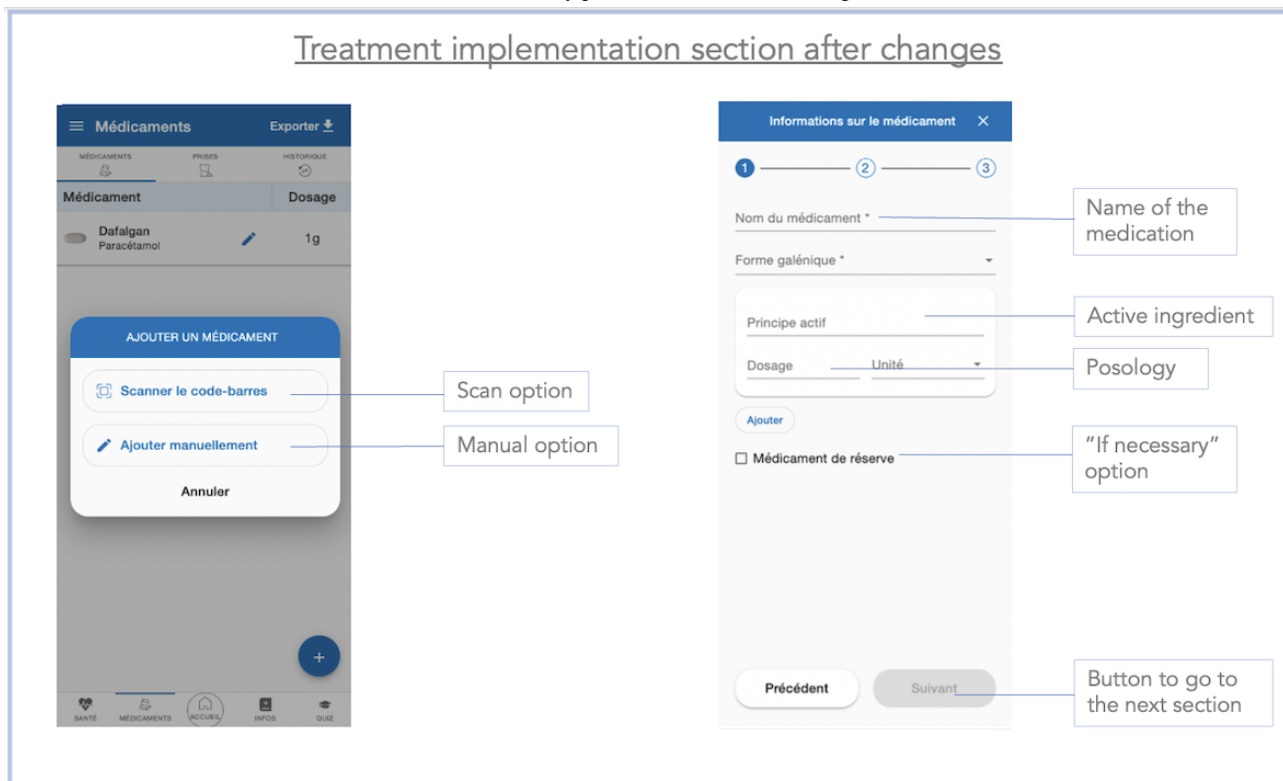 Treatment implementation section after changes
Médicaments
Exporter
MÉDICAMENTS
PRISES
HISTORIQUE
Médicament
Dosage
Dafalgan
Paracétamol
1g
AJOUTER UN MÉDICAMENT
Scanner le code-barres
Ajouter manuellement
Annuler
+
SANTÉ
MÉDICAMENTS
ACCUEIL
INFOS
QUIZ
Scan option
Manual option
Informations sur le médicament X
1
2
3
Nom du médicament *
Forme galénique *
Principe actif
Dosage
Unité
Ajouter
Médicament de réserve
Précédent
Suivant
Name of the
medication
Active ingredient
Posology
"If necessary"
option
Button to go to
the next section